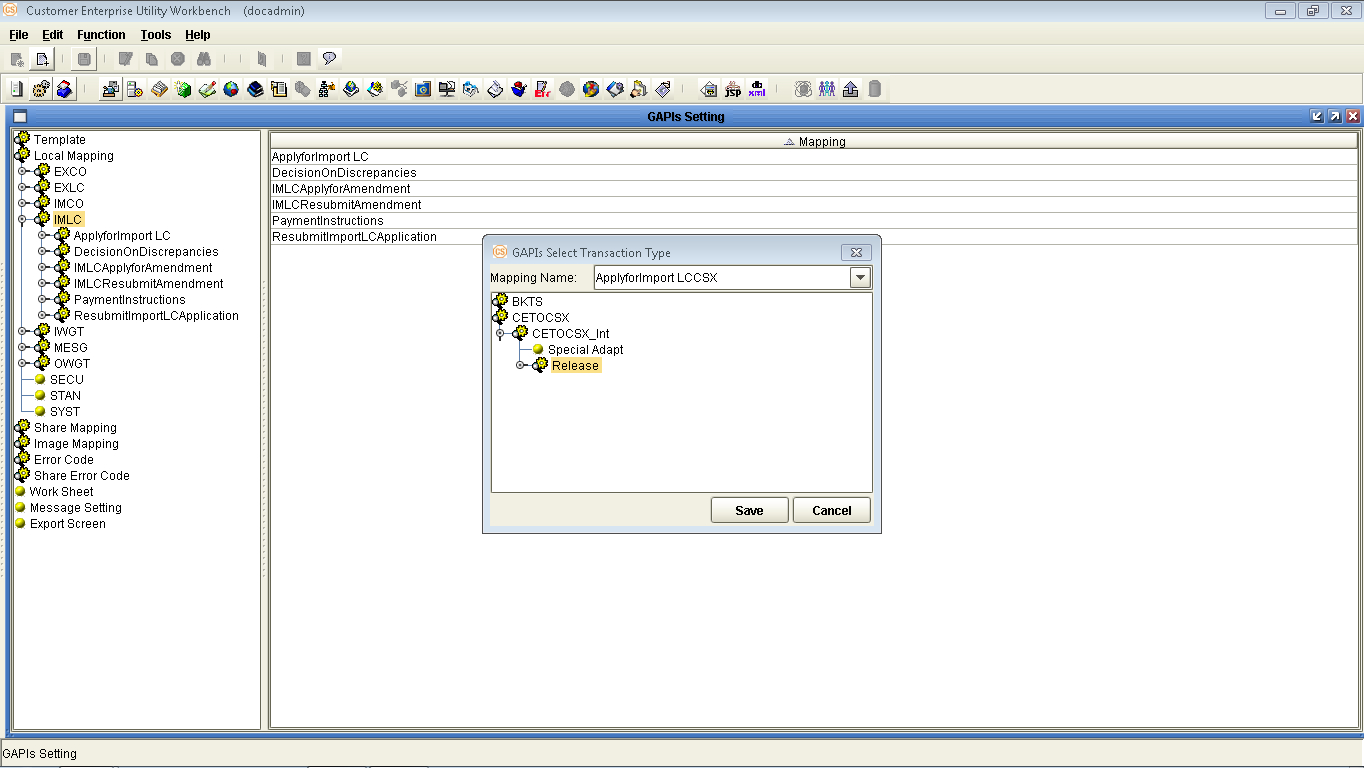 Customer Enterprise Utility Workbench (docadmin)
File Edit Function Tools Help
jsp xml
GAPIs Setting
Template
Local Mapping
EXCO
EXLC
IMCO
IMLC
ApplyforImport LC
DecisionOnDiscrepancies
IMLCApplyforAmendment
IMLCResubmitAmendment
PaymentInstructions
ResubmitImportLCApplication
IWGT
MESG
OWGT
SECU
STAN
SYST
Share Mapping
Image Mapping
Error Code
Share Error Code
Work Sheet
Message Setting
Export Screen
Mapping
ApplyforImport LC
DecisionOnDiscrepancies
IMLCApplyforAmendment
IMLCResubmitAmendment
PaymentInstructions
ResubmitImportLCApplication
CS GAPIs Select Transaction Type
Mapping Name: ApplyforImport LCCSX
BKTS
CETOCSX
CETOCSX_Int
Special Adapt
Release
Save Cancel
GAPIs Setting